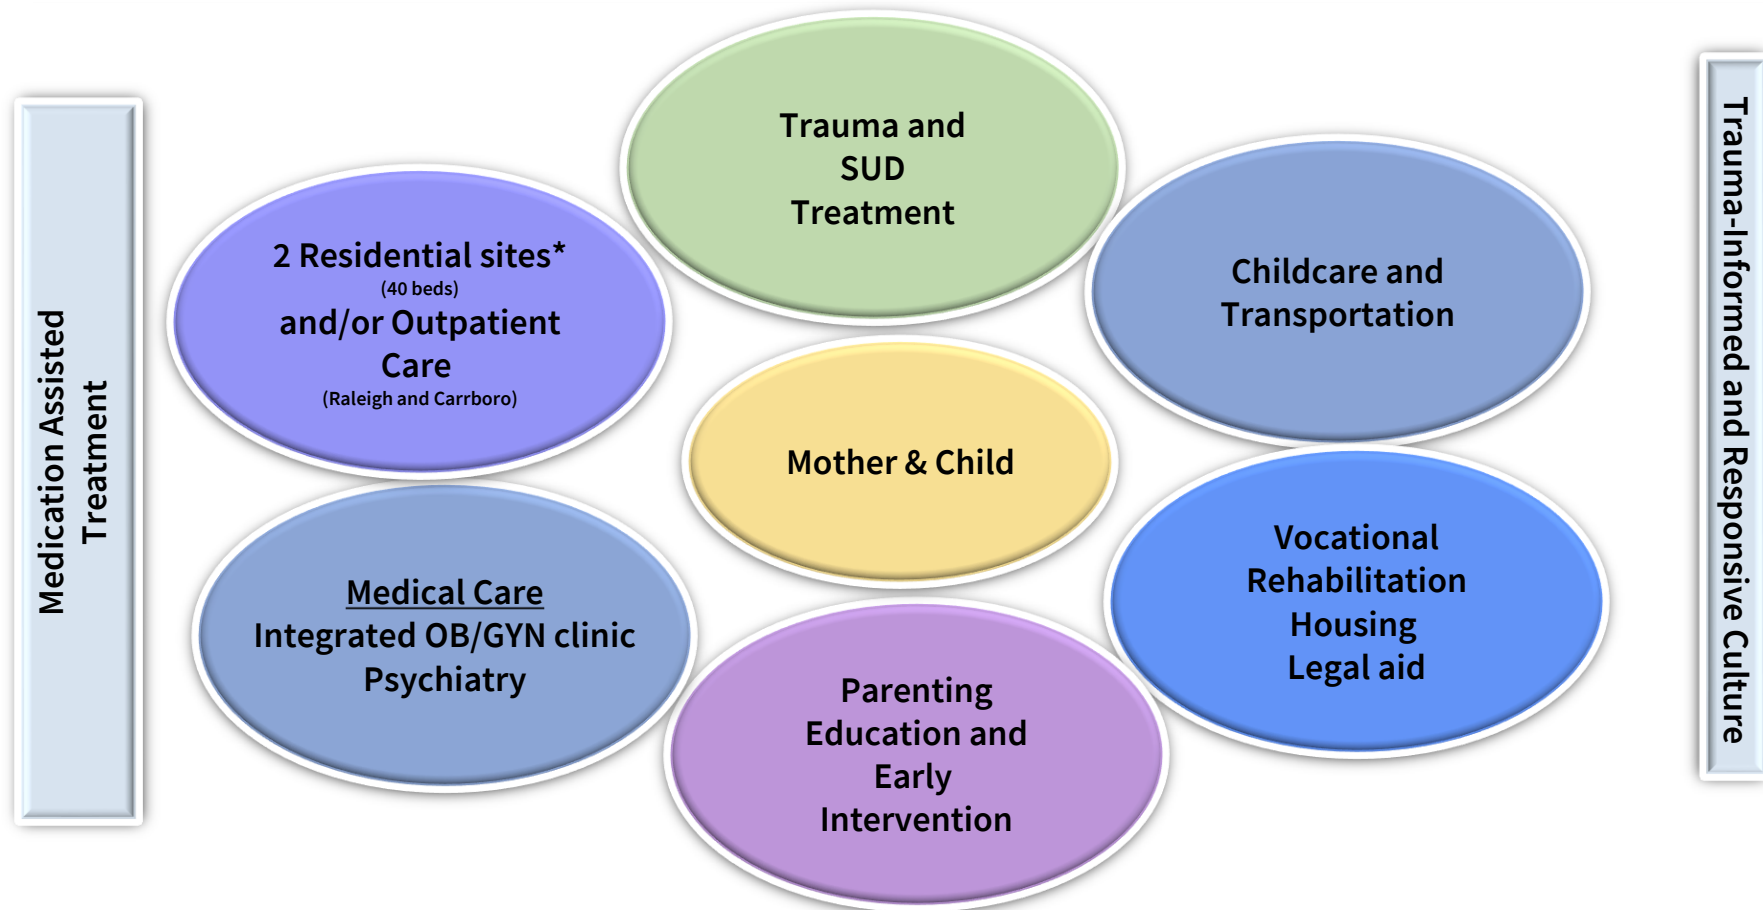 Medication Assisted
Treatment
Trauma and
SUD
Treatment
2 Residential sites*
(40 beds)
and/or Outpatient
Care
(Raleigh and Carrboro)
Childcare and
Transportation
Mother & Child
Medical Care
Integrated OB/GYN clinic
Psychiatry
Vocational
Rehabilitation
Housing
Legal aid
Parenting
Education and
Early
Intervention
Trauma-Informed and Responsive Culture